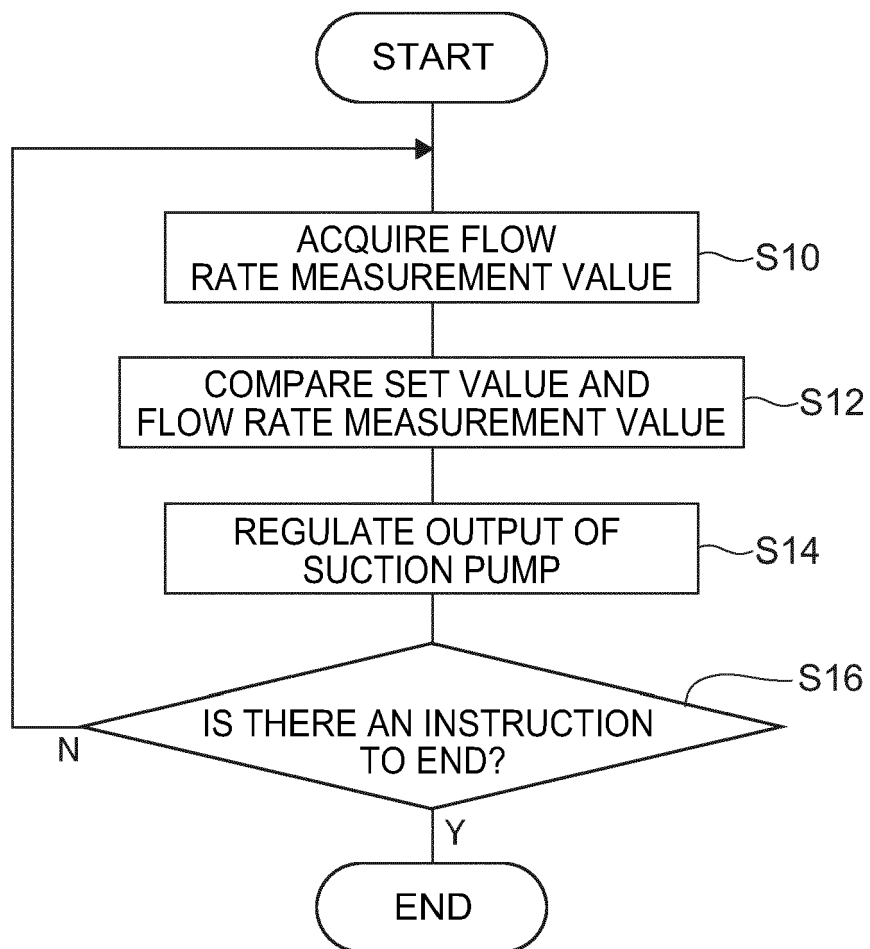 START
ACQUIRE FLOW
RATE MEASUREMENT VALUE
S10
COMPARE SET VALUE AND
FLOW RATE MEASUREMENT VALUE
S12
REGULATE OUTPUT OF
SUCTION PUMP
S14
S16
IS THERE AN INSTRUCTION
TO END?
N
Y
END